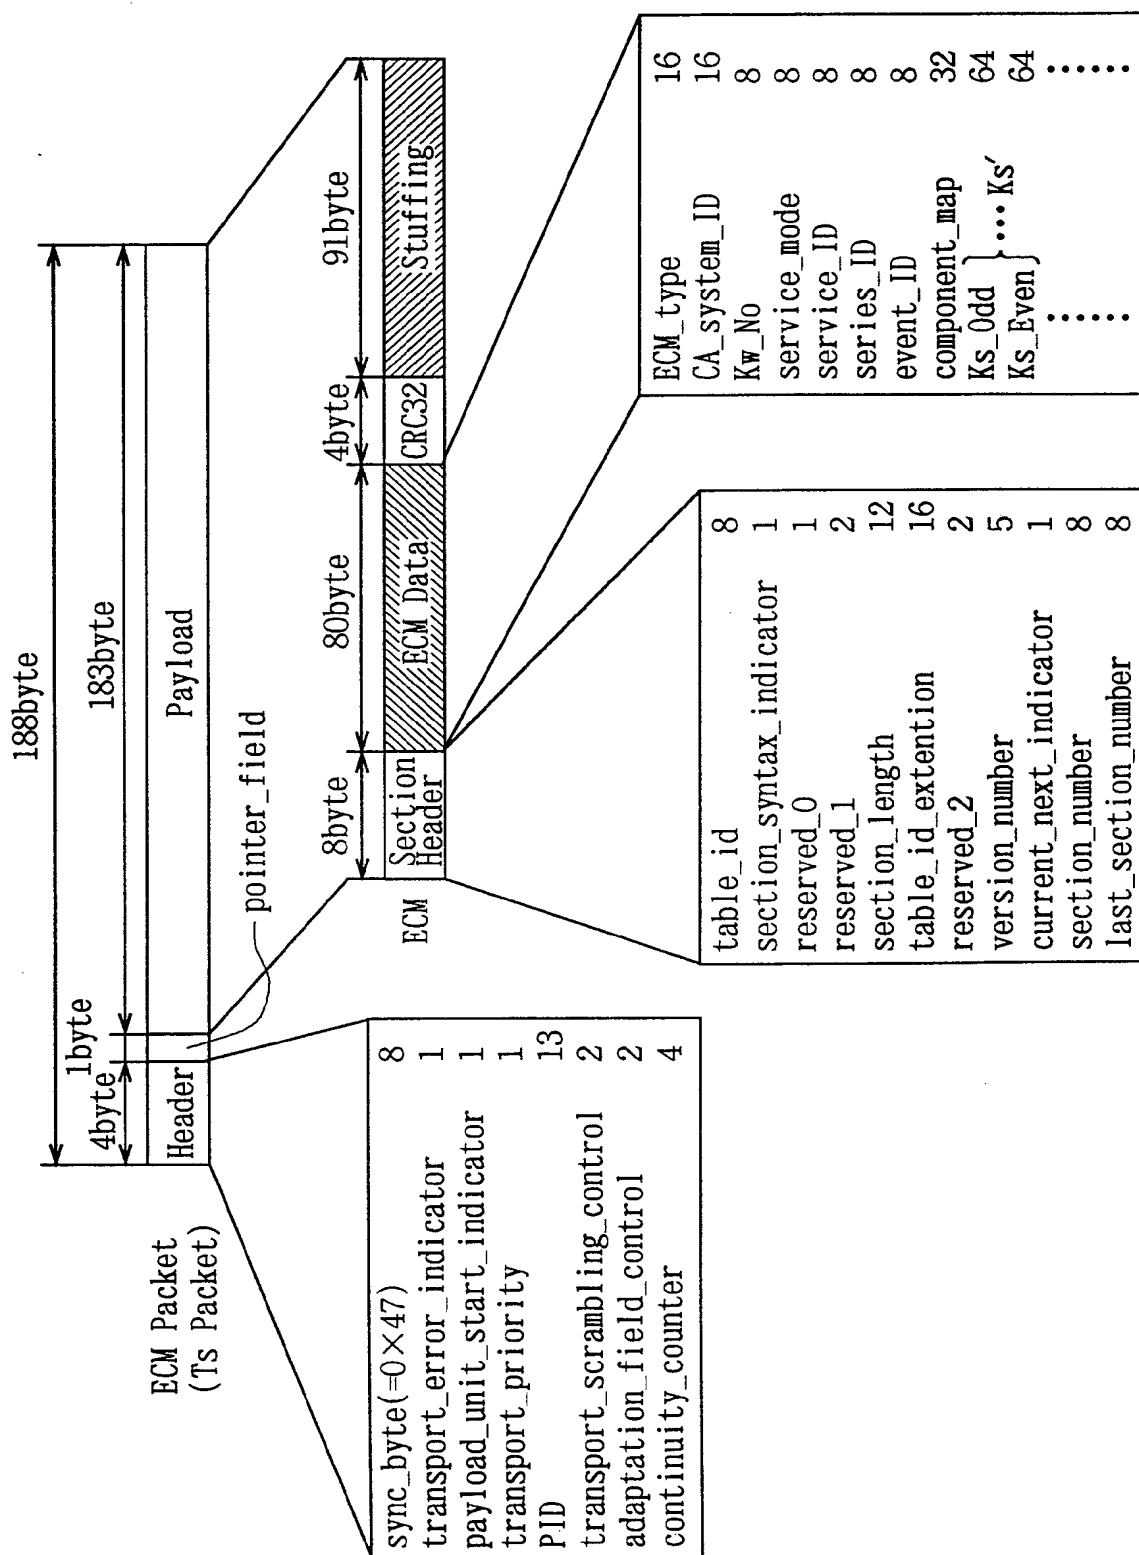 188byte
4byte
1byte
183byte
ECM Packet
(Ts Packet)
Header
Payload
pointer_field
8byte
80byte
4byte
91byte
ECM
Section
Header
ECM Data
CRC32
Stuffing
sync_byte(=0×47) 8
transport_error_indicator 1
payload_unit_start_indicator 1
transport_priority 1
PID 13
transport_scrambling_control 2
adaptation_field_control 2
continuity_counter 4
table_id 8
section_syntax_indicator 1
reserved_0 1
reserved_1 2
section_length 12
table_id_extention 16
reserved_2 2
version_number 5
current_next_indicator 1
section_number 8
last_section_number 8
ECM_type 16
CA_system_ID 16
Kw_No 8
service_mode 8
service_ID 8
series_ID 8
event_ID 8
component_map 32
Ks_Odd 64
Ks_Even 64
···Ks′
······ ······